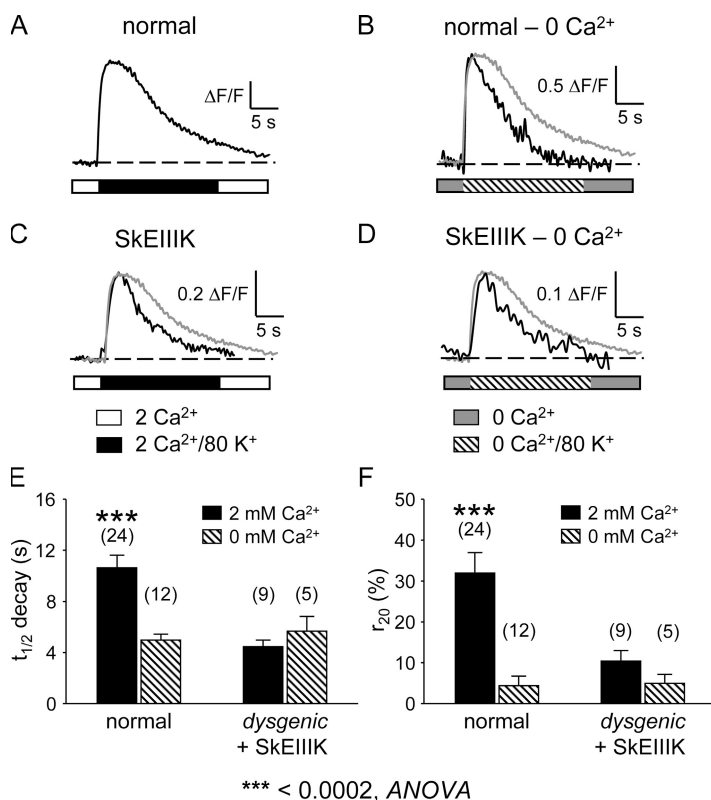 A
normal
ΔF/F
5 s
B
normal – 0 Ca²⁺
0.5 ΔF/F
5 s
C
SkEIIIK
0.2 ΔF/F
5 s
D
SkEIIIK – 0 Ca²⁺
0.1 ΔF/F
5 s
2 Ca²⁺
2 Ca²⁺/80 K⁺
0 Ca²⁺
0 Ca²⁺/80 K⁺
E
t1/2 decay (s)
16
12
8
4
0
***
(24)
(12)
(9)
(5)
2 mM Ca²⁺
0 mM Ca²⁺
normal
dysgenic
+ SkEIIIK
F
r20 (%)
50
40
30
20
10
0
***
(24)
(12)
(9)
(5)
2 mM Ca²⁺
0 mM Ca²⁺
normal
dysgenic
+ SkEIIIK
*** < 0.0002, ANOVA